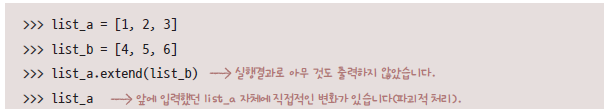 >>> list_a = [1, 2, 3]
>>> list_b = [4, 5, 6]
>>> list_a.extend(list_b) → 실행결과로 아무 것도 출력하지 않았습니다.
>>> list_a → 앞에 입력했던 list_a 자체에 직접적인 변화가 있습니다(파괴적 처리).